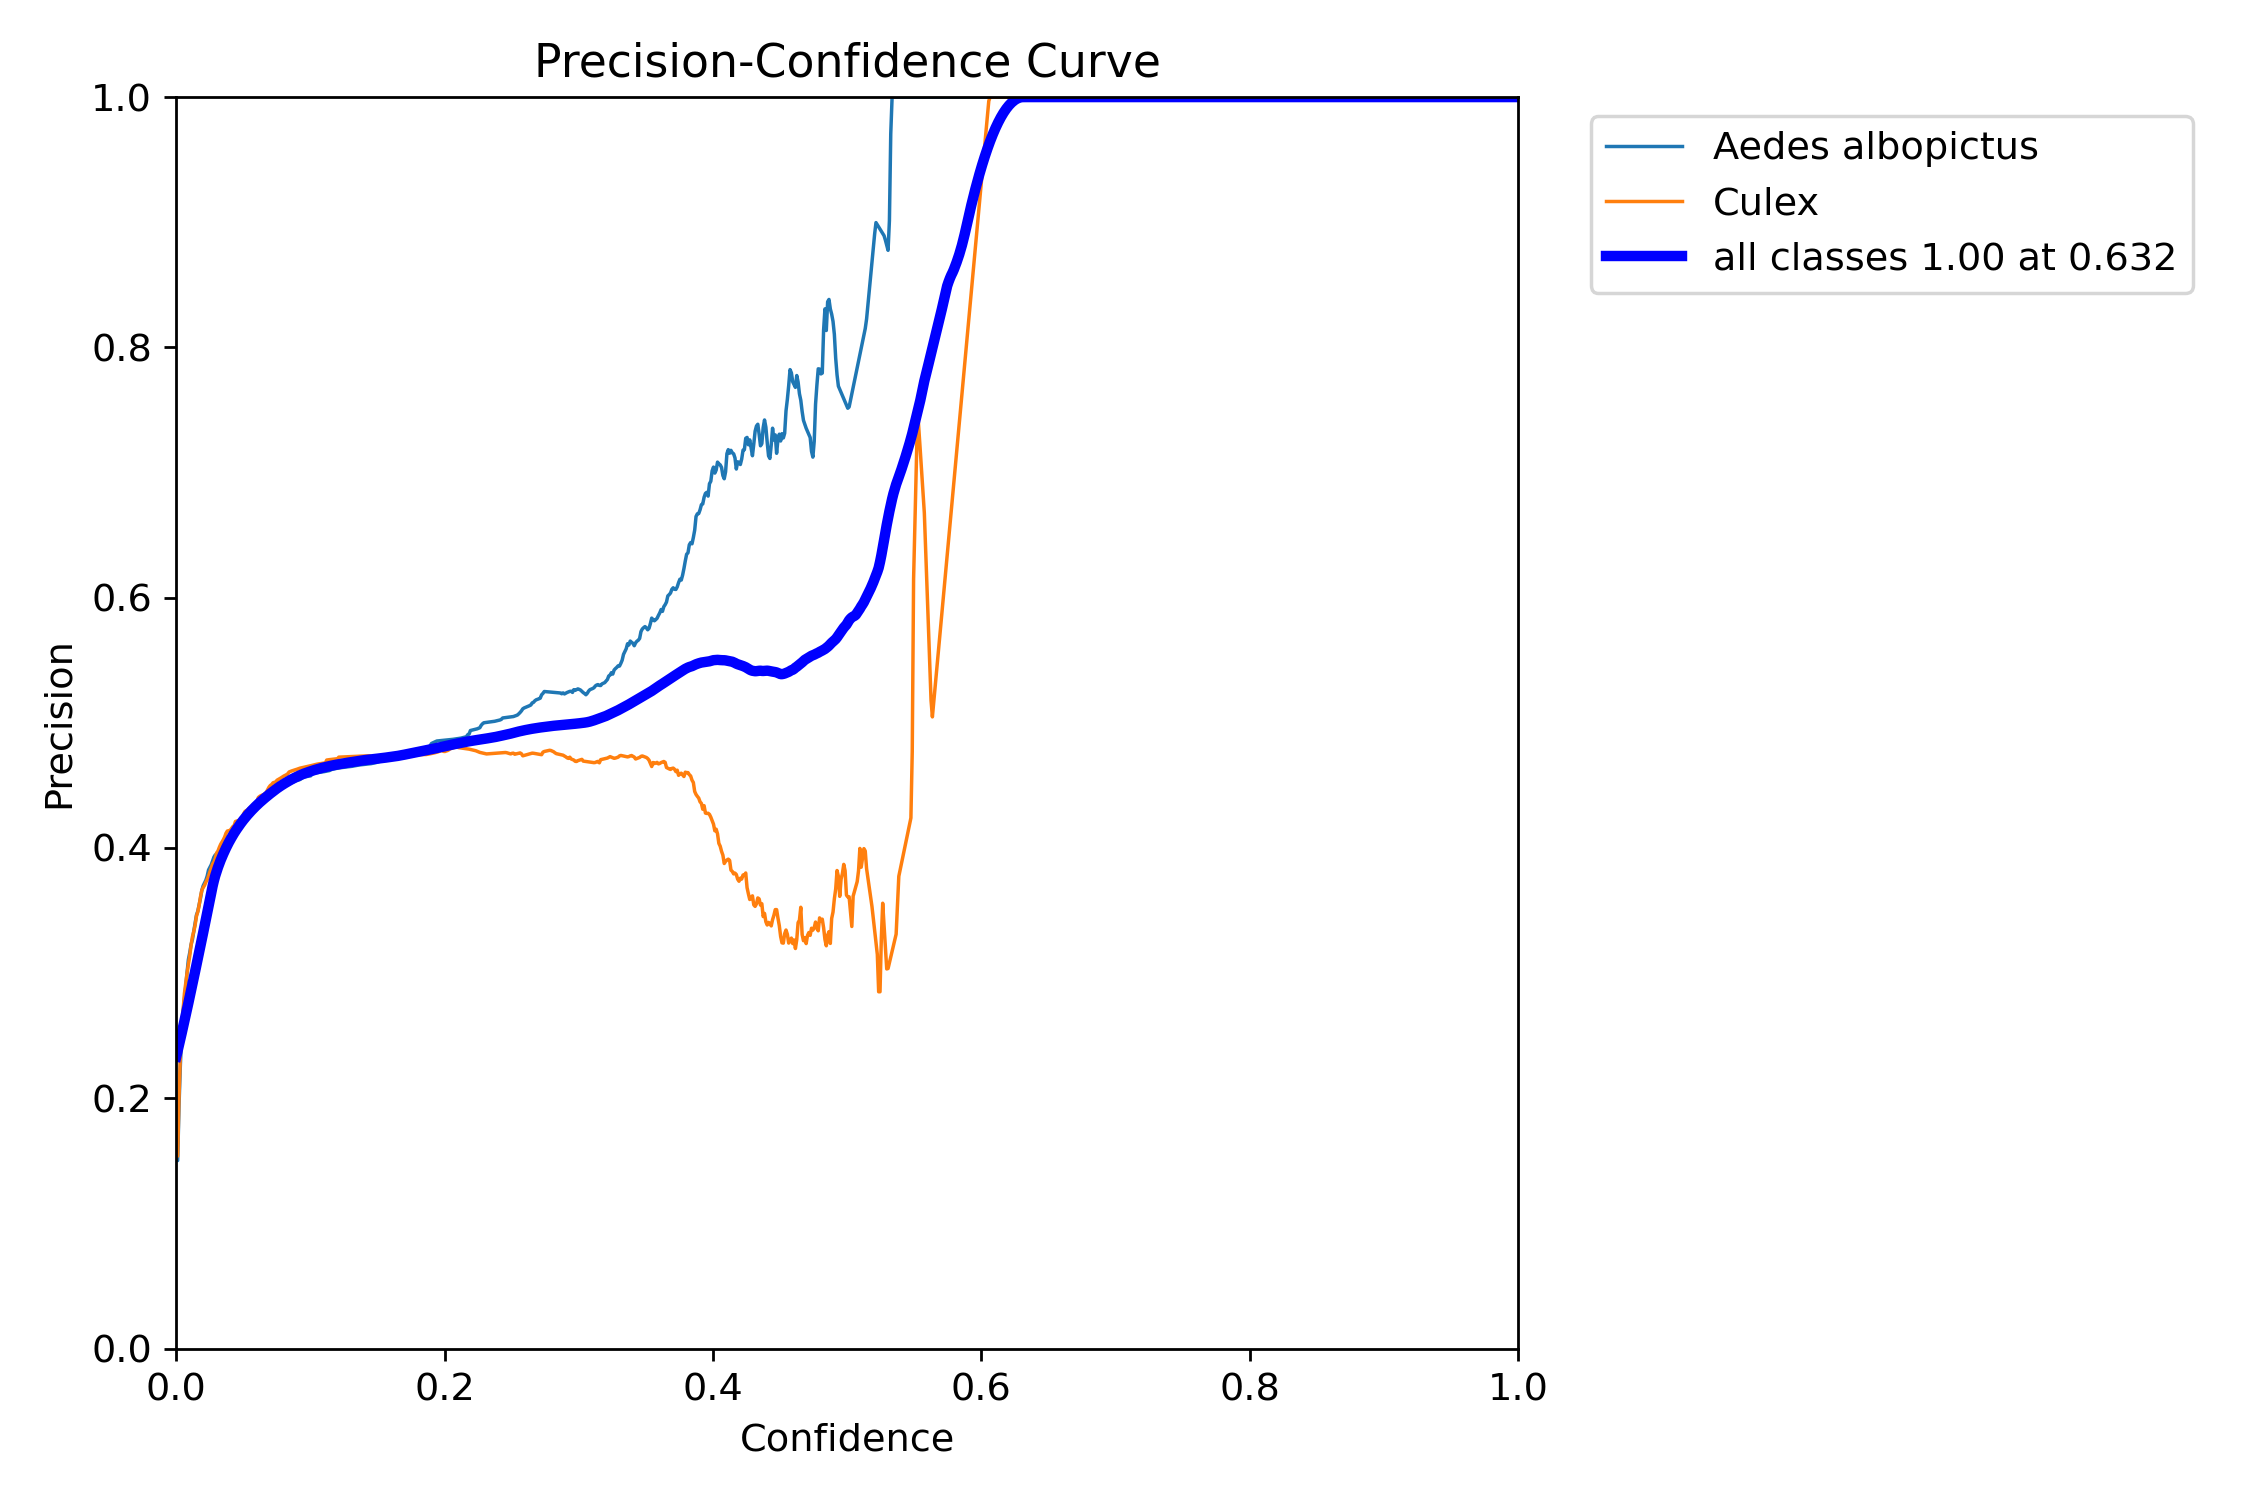 Precision-Confidence Curve
1.0
0.8
0.6
0.4
0.2
0.0
Precision
0.0 0.2 0.4 0.6 0.8 1.0
Confidence
Aedes albopictus
Culex
all classes 1.00 at 0.632